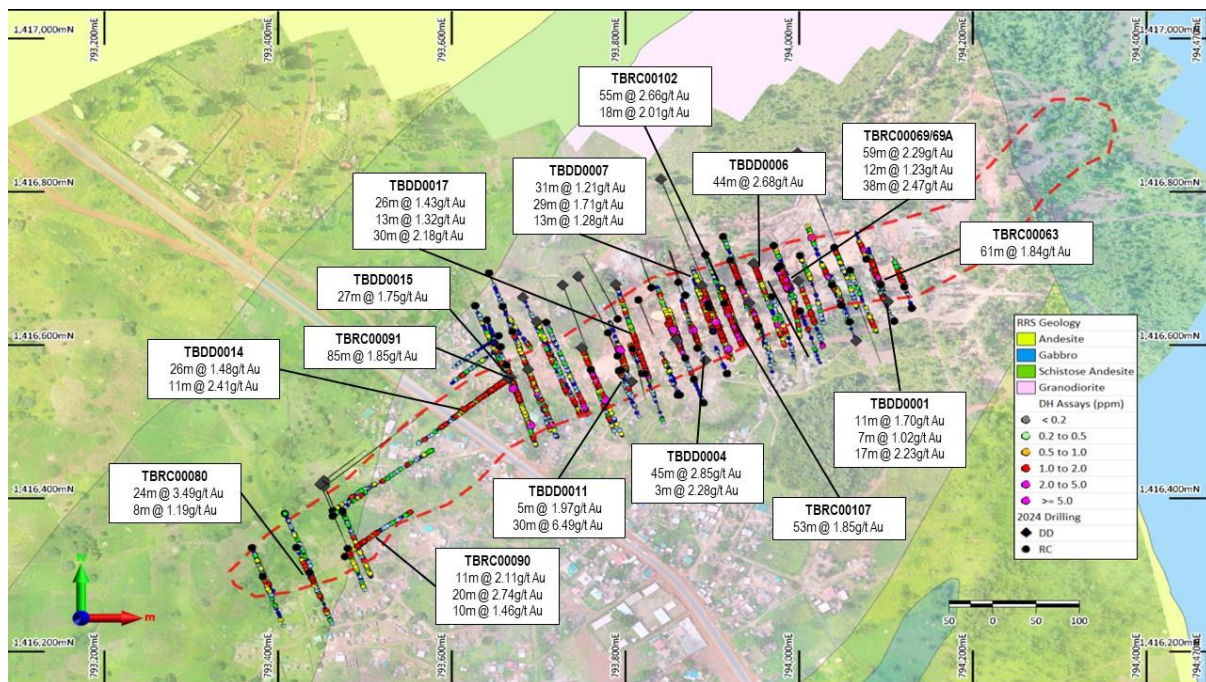 1,417,000mN
793,200mE
793,400mE
793,600mE
793,800mE
794,000mE
794,200mE
794,400mE
794,470mE
1,417,000mN
TBRC00102
55m @ 2.66g/t Au
18m @ 2.01g/t Au
TBRC00069/69A
59m @ 2.29g/t Au
12m @ 1.23g/t Au
38m @ 2.47g/t Au
TBDD0006
44m @ 2.68g/t Au
TBDD0007
31m @ 1.21g/t Au
29m @ 1.71g/t Au
13m @ 1.28g/t Au
TBDD0017
26m @ 1.43g/t Au
13m @ 1.32g/t Au
30m @ 2.18g/t Au
1,416,800mN
1,416,800mN
TBRC00063
61m @ 1.84g/t Au
TBDD0015
27m @ 1.75g/t Au
TBRC00091
85m @ 1.85g/t Au
TBDD0014
26m @ 1.48g/t Au
11m @ 2.41g/t Au
1,416,600mN
1,416,600mN
RRS Geology
Andesite
Gabbro
Schistose Andesite
Granodiorite
DH Assays (ppm)
< 0.2
0.2 to 0.5
0.5 to 1.0
1.0 to 2.0
2.0 to 5.0
>= 5.0
2024 Drilling
DD
RC
TBDD0001
11m @ 1.70g/t Au
7m @ 1.02g/t Au
17m @ 2.23g/t Au
TBDD0004
45m @ 2.85g/t Au
3m @ 2.28g/t Au
TBRC00107
53m @ 1.85g/t Au
TBDD0011
5m @ 1.97g/t Au
30m @ 6.49g/t Au
TBRC00080
24m @ 3.49g/t Au
8m @ 1.19g/t Au
1,416,400mN
1,416,400mN
TBRC00090
11m @ 2.11g/t Au
20m @ 2.74g/t Au
10m @ 1.46g/t Au
50 0 50 100
1,416,200mN
793,200mE
793,400mE
793,600mE
793,800mE
794,000mE
794,200mE
794,400mE
794,470mE
1,416,200mN